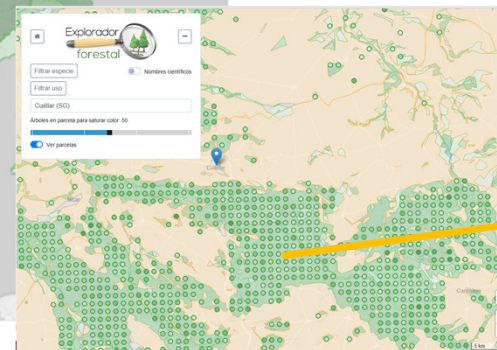 Explorador
forestal
Filtrar especie
Nombres científicos
Filtrar uso
Cuéllar (SG)
Árboles en parcela para saturar color: 50
Ver parcelas
5 km